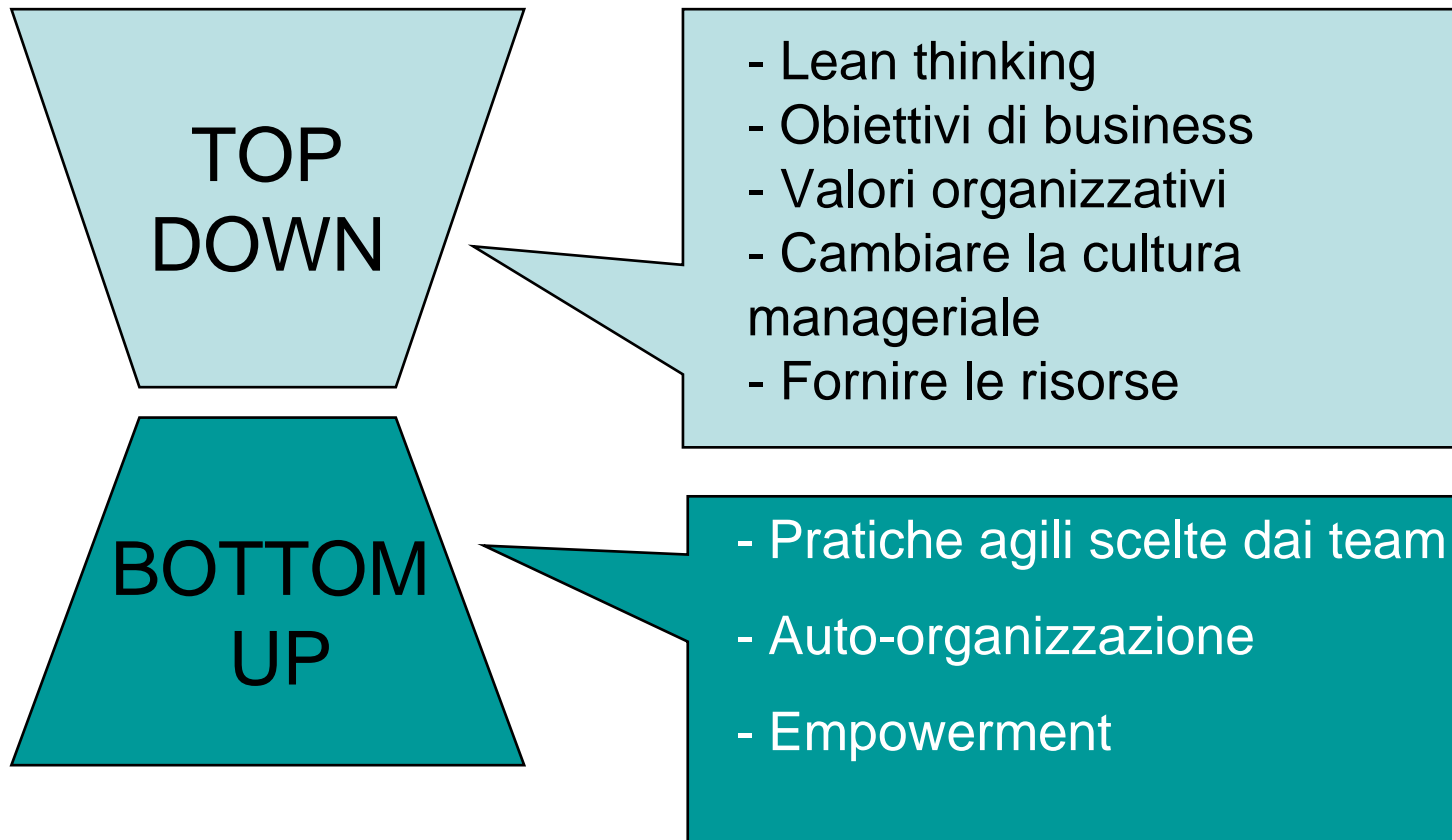 TOP
DOWN
- Lean thinking
- Obiettivi di business
- Valori organizzativi
- Cambiare la cultura
manageriale
- Fornire le risorse
BOTTOM
UP
- Pratiche agili scelte dai team
- Auto-organizzazione
- Empowerment